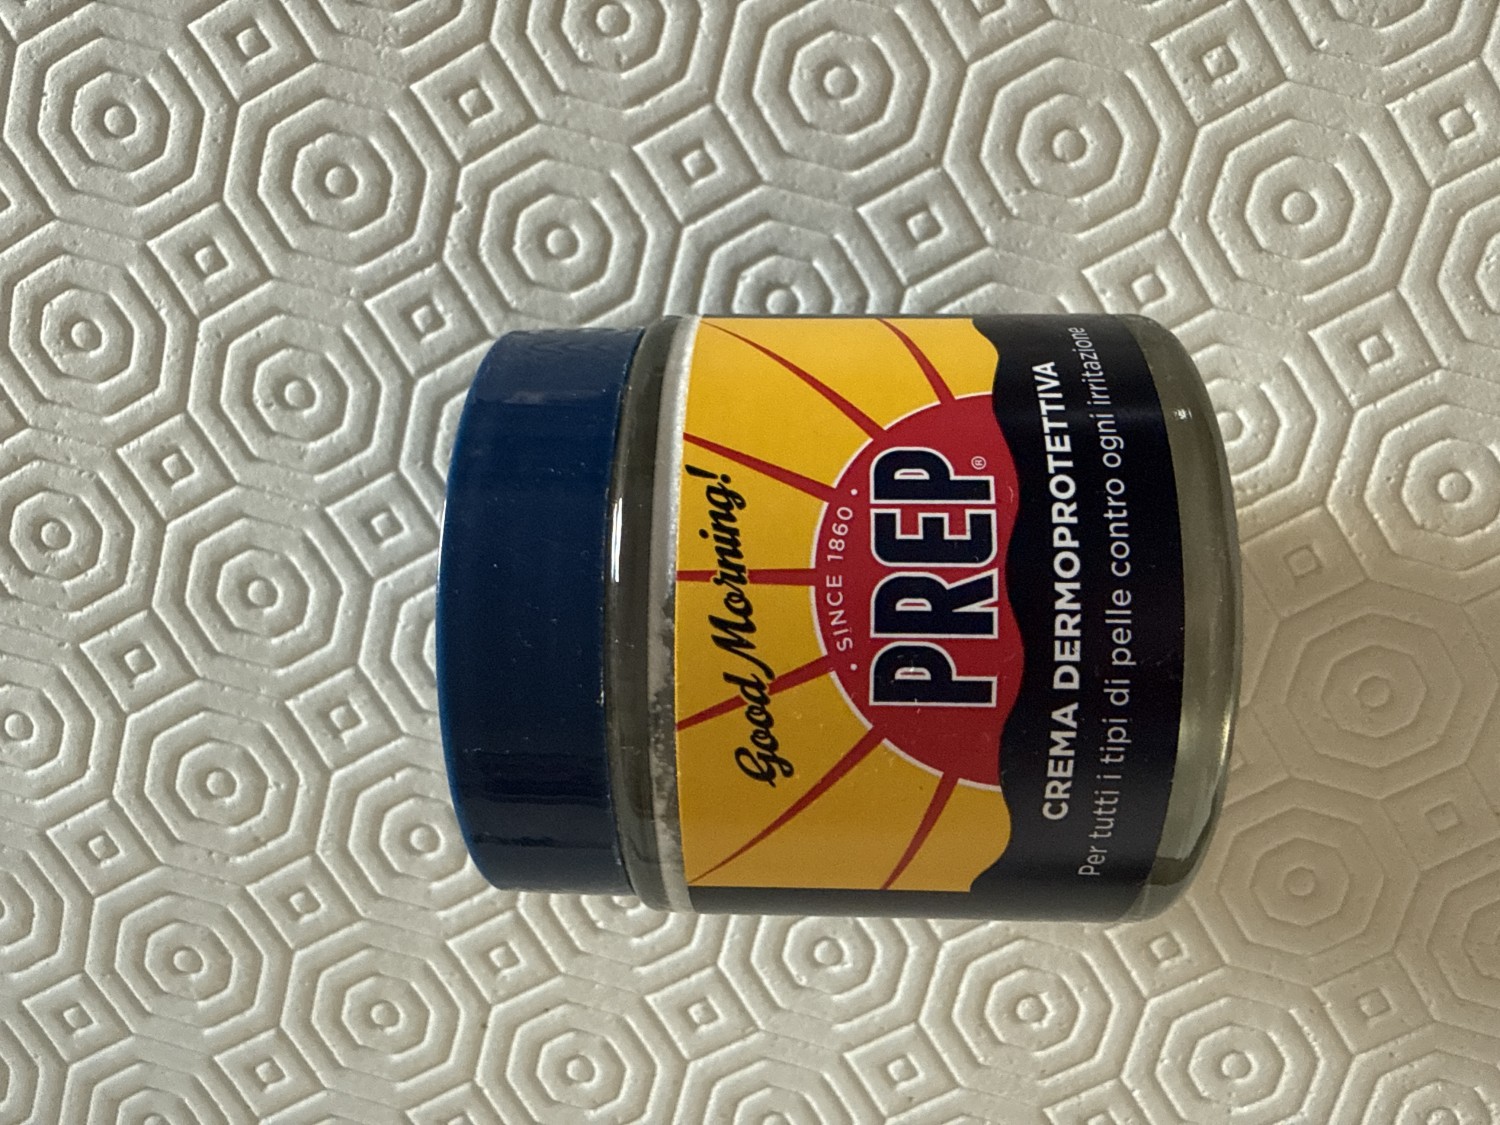 Good Morning!
• SINCE 1860 •
PREP®
CREMA DERMOPROTETTIVA
Per tutti i tipi di pelle contro ogni irritazione